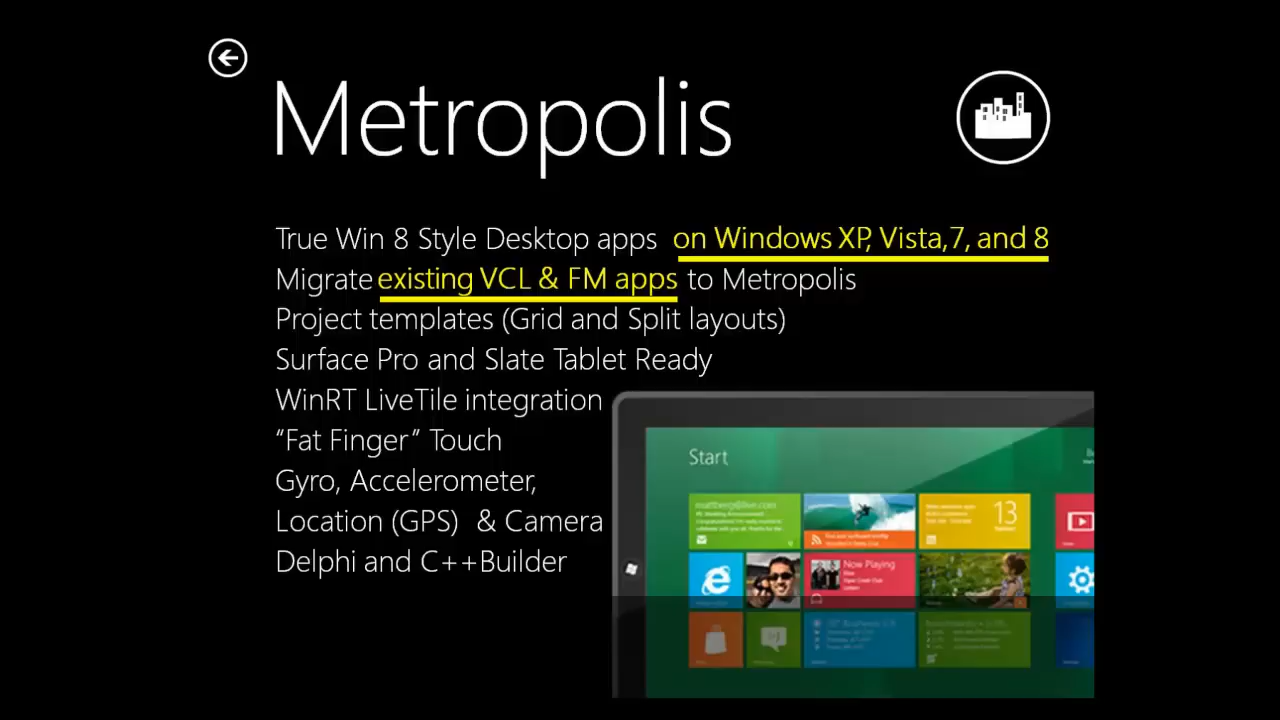 Metropolis
True Win 8 Style Desktop apps on Windows XP, Vista,7, and 8
Migrate existing VCL & FM apps to Metropolis
Project templates (Grid and Split layouts)
Surface Pro and Slate Tablet Ready
WinRT LiveTile integration
“Fat Finger” Touch
Gyro, Accelerometer,
Location (GPS) & Camera
Delphi and C++Builder
Start
13
Now Playing